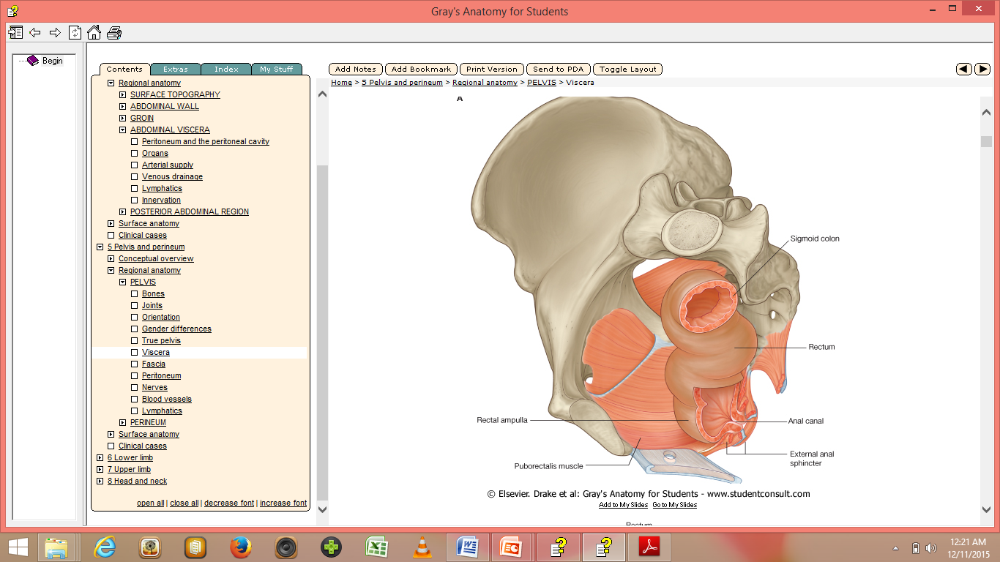 Gray's Anatomy for Students
Begin
Contents Extras Index My Stuff
Regional anatomy
SURFACE TOPOGRAPHY
ABDOMINAL WALL
GROIN
ABDOMINAL VISCERA
Peritoneum and the peritoneal cavity
Organs
Arterial supply
Venous drainage
Lymphatics
Innervation
POSTERIOR ABDOMINAL REGION
Surface anatomy
Clinical cases
5 Pelvis and perineum
Conceptual overview
Regional anatomy
PELVIS
Bones
Joints
Orientation
Gender differences
True pelvis
Viscera
Fascia
Peritoneum
Nerves
Blood vessels
Lymphatics
PERINEUM
Surface anatomy
Clinical cases
6 Lower limb
7 Upper limb
8 Head and neck
open all | close all | decrease font | increase font
Add Notes Add Bookmark Print Version Send to PDA Toggle Layout
Home > 5 Pelvis and perineum > Regional anatomy > PELVIS > Viscera
A
Sigmoid colon
Rectum
Rectal ampulla
Anal canal
External anal
sphincter
Puborectalis muscle
© Elsevier. Drake et al: Gray's Anatomy for Students - www.studentconsult.com
Add to My Slides Go to My Slides
Rectum
12:21 AM
12/11/2015